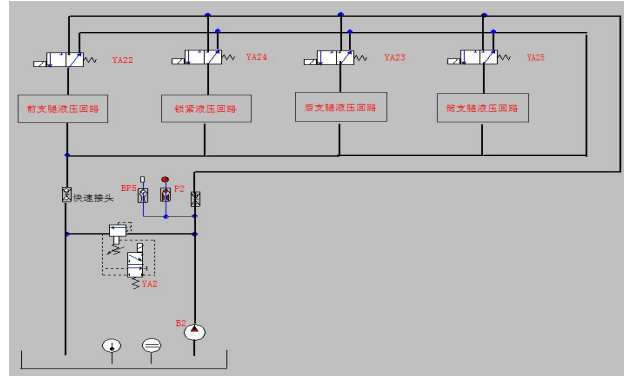 YA22
YA24
YA23
YA25
前支腿液压回路
锁紧液压回路
后支腿液压回路
筒支腿液压回路
快速接头
BP5
P2
YA2
B2